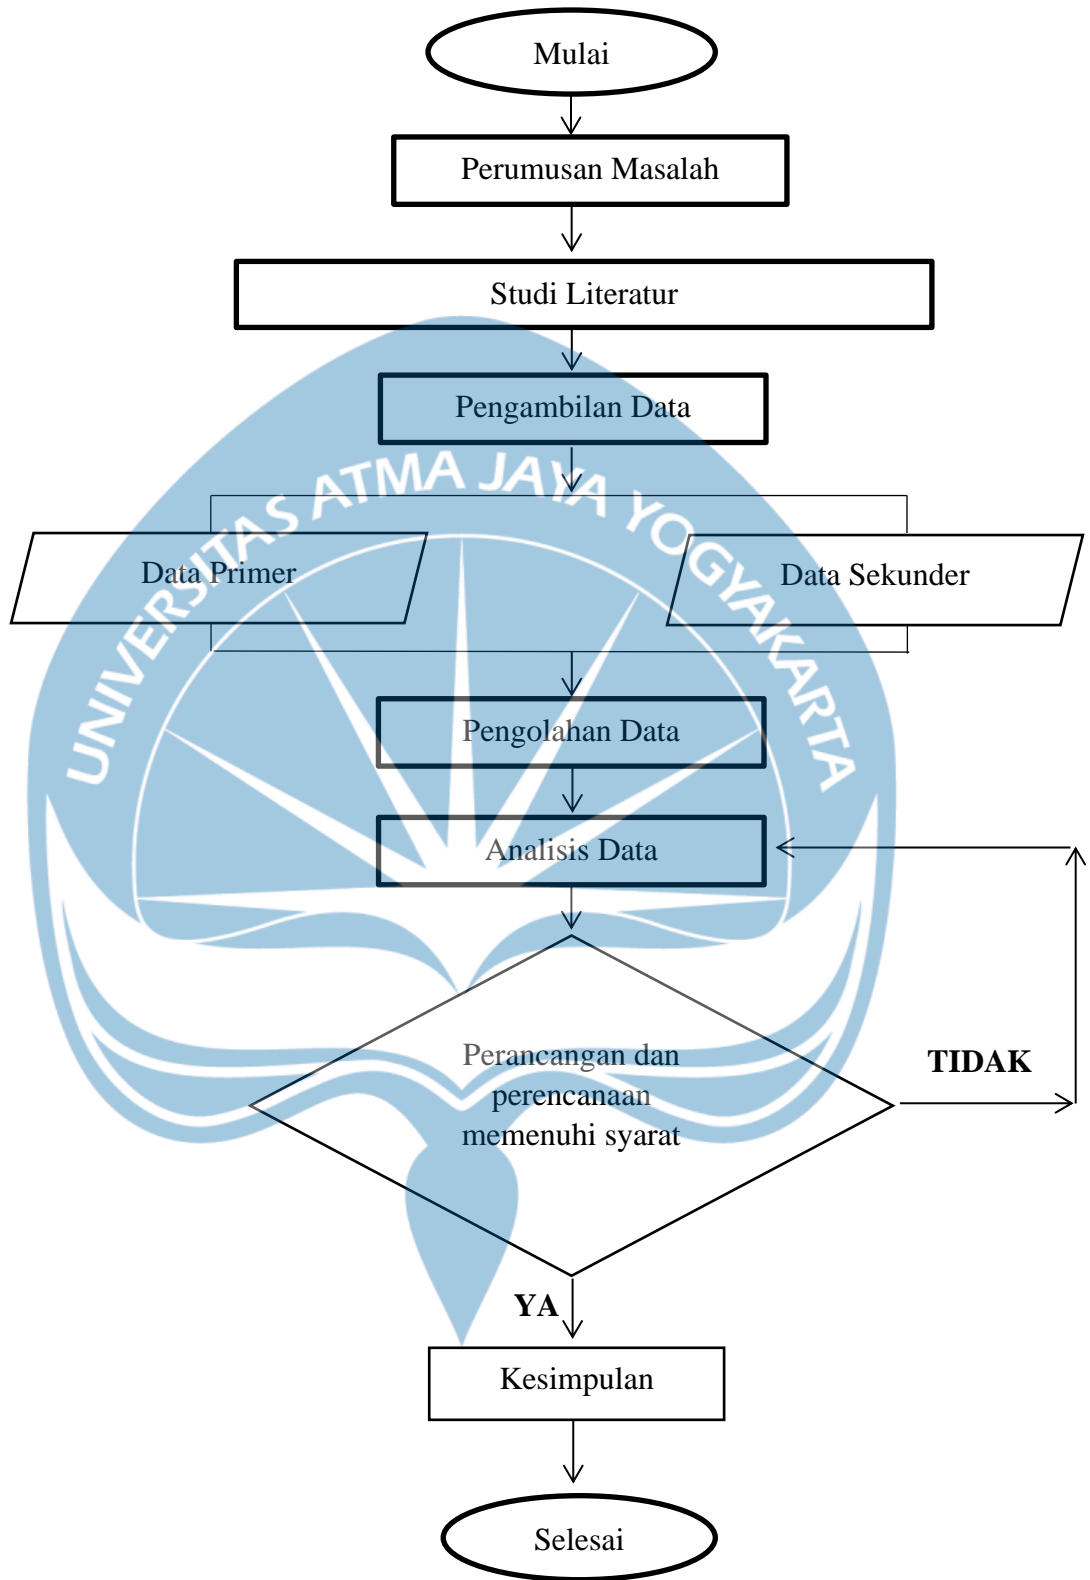 Mulai
Perumusan Masalah
Studi Literatur
Pengambilan Data
UNIVERSITAS ATMA JAYA YOGYAKARTA
Data Primer
Data Sekunder
Pengolahan Data
Analisis Data
Perancangan dan
perencanaan
memenuhi syarat
TIDAK
YA
Kesimpulan
Selesai